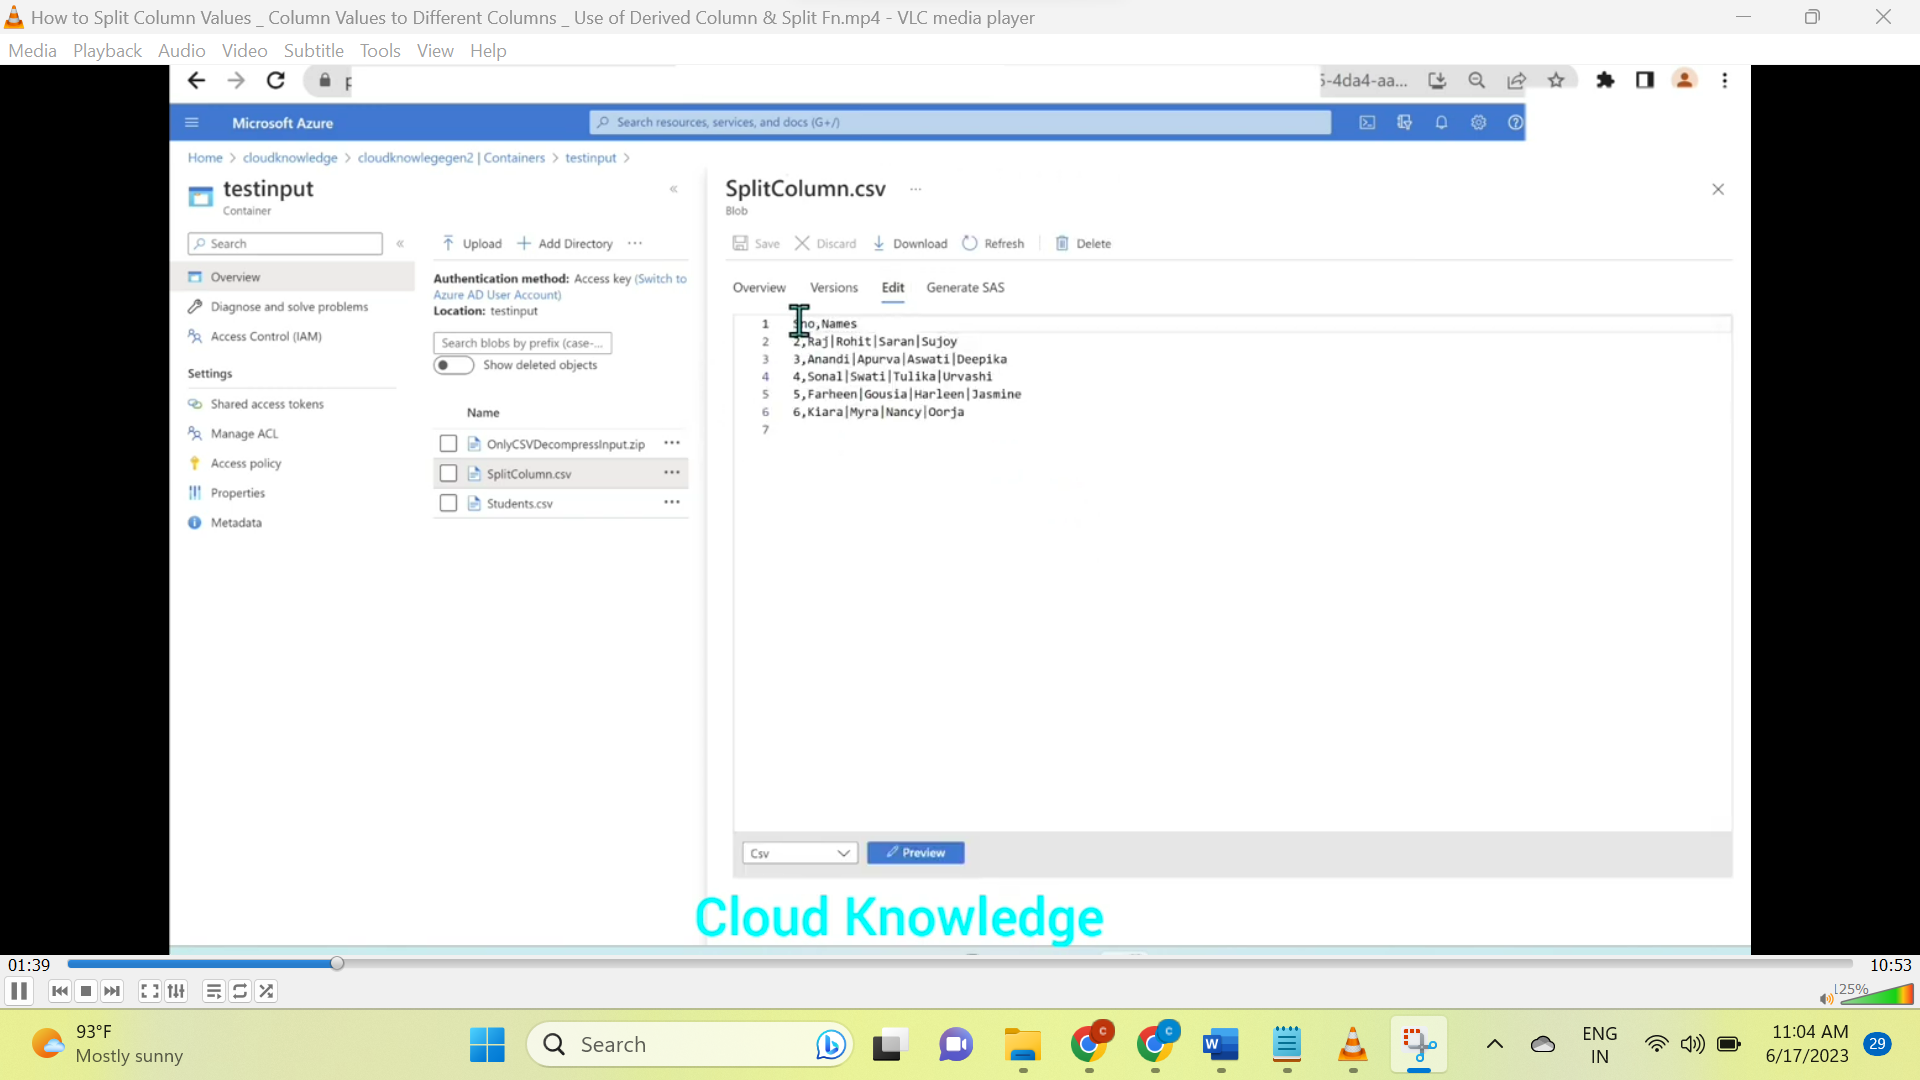 How to Split Column Values _ Column Values to Different Columns _ Use of Derived Column & Split Fn.mp4 - VLC media player
Media Playback Audio Video Subtitle Tools View Help
5-4da4-aa...
Microsoft Azure
Search resources, services, and docs (G+/)
Home > cloudknowledge > cloudknowlegegen2 | Containers > testinput >
testinput
Container
Search
Overview
Diagnose and solve problems
Access Control (IAM)
Settings
Shared access tokens
Manage ACL
Access policy
Properties
Metadata
Upload Add Directory ...
Authentication method: Access key (Switch to
Azure AD User Account)
Location: testinput
Search blobs by prefix (case-...
Show deleted objects
Name
OnlyCSVDecompressInput.zip ...
SplitColumn.csv ...
Students.csv ...
SplitColumn.csv ...
Blob
Save Discard Download Refresh Delete
Overview Versions Edit Generate SAS
1 Sno,Names
2 2,Raj|Rohit|Saran|Sujoy
3 3,Anandi|Apurva|Aswati|Deepika
4 4,Sonal|Swati|Tulika|Urvashi
5 5,Farheen|Gousia|Harleen|Jasmine
6 6,Kiara|Myra|Nancy|Oorja
7
Csv Preview
Cloud Knowledge
01:39 10:53
125%
93°F
Mostly sunny
Search
ENG
IN
11:04 AM
6/17/2023
29